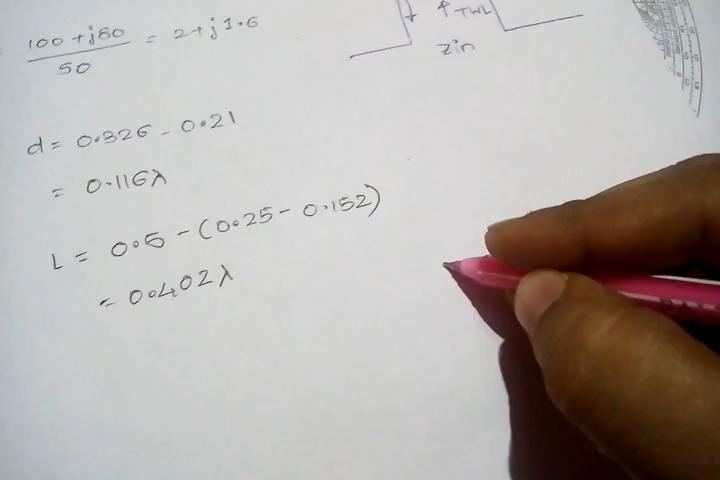 100 + j80 / 50 = 2 + j1.6
YTWL
Zin
d = 0.326 - 0.21
= 0.116λ
L = 0.5 - (0.25 - 0.152)
= 0.402λ